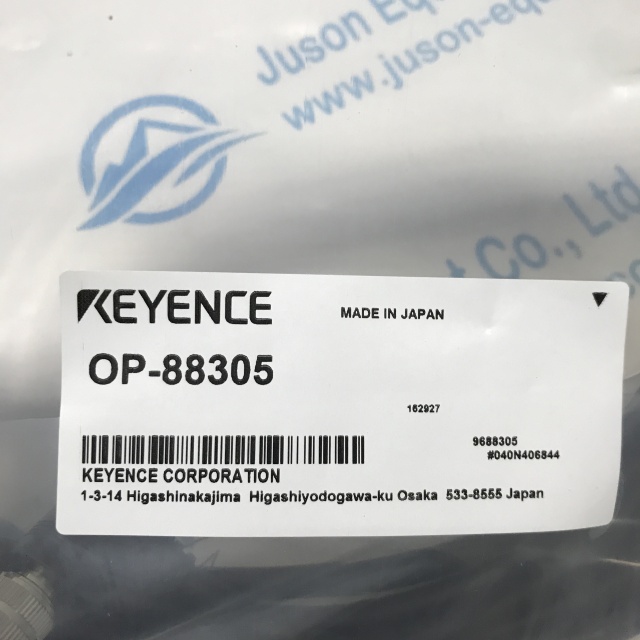 KEYENCE
MADE IN JAPAN
OP-88305
162927
9688305
#040N406844
KEYENCE CORPORATION
1-3-14 Higashinakajima Higashiyodogawa-ku Osaka 533-8555 Japan
Juson
www.juson-
Co., Ltd